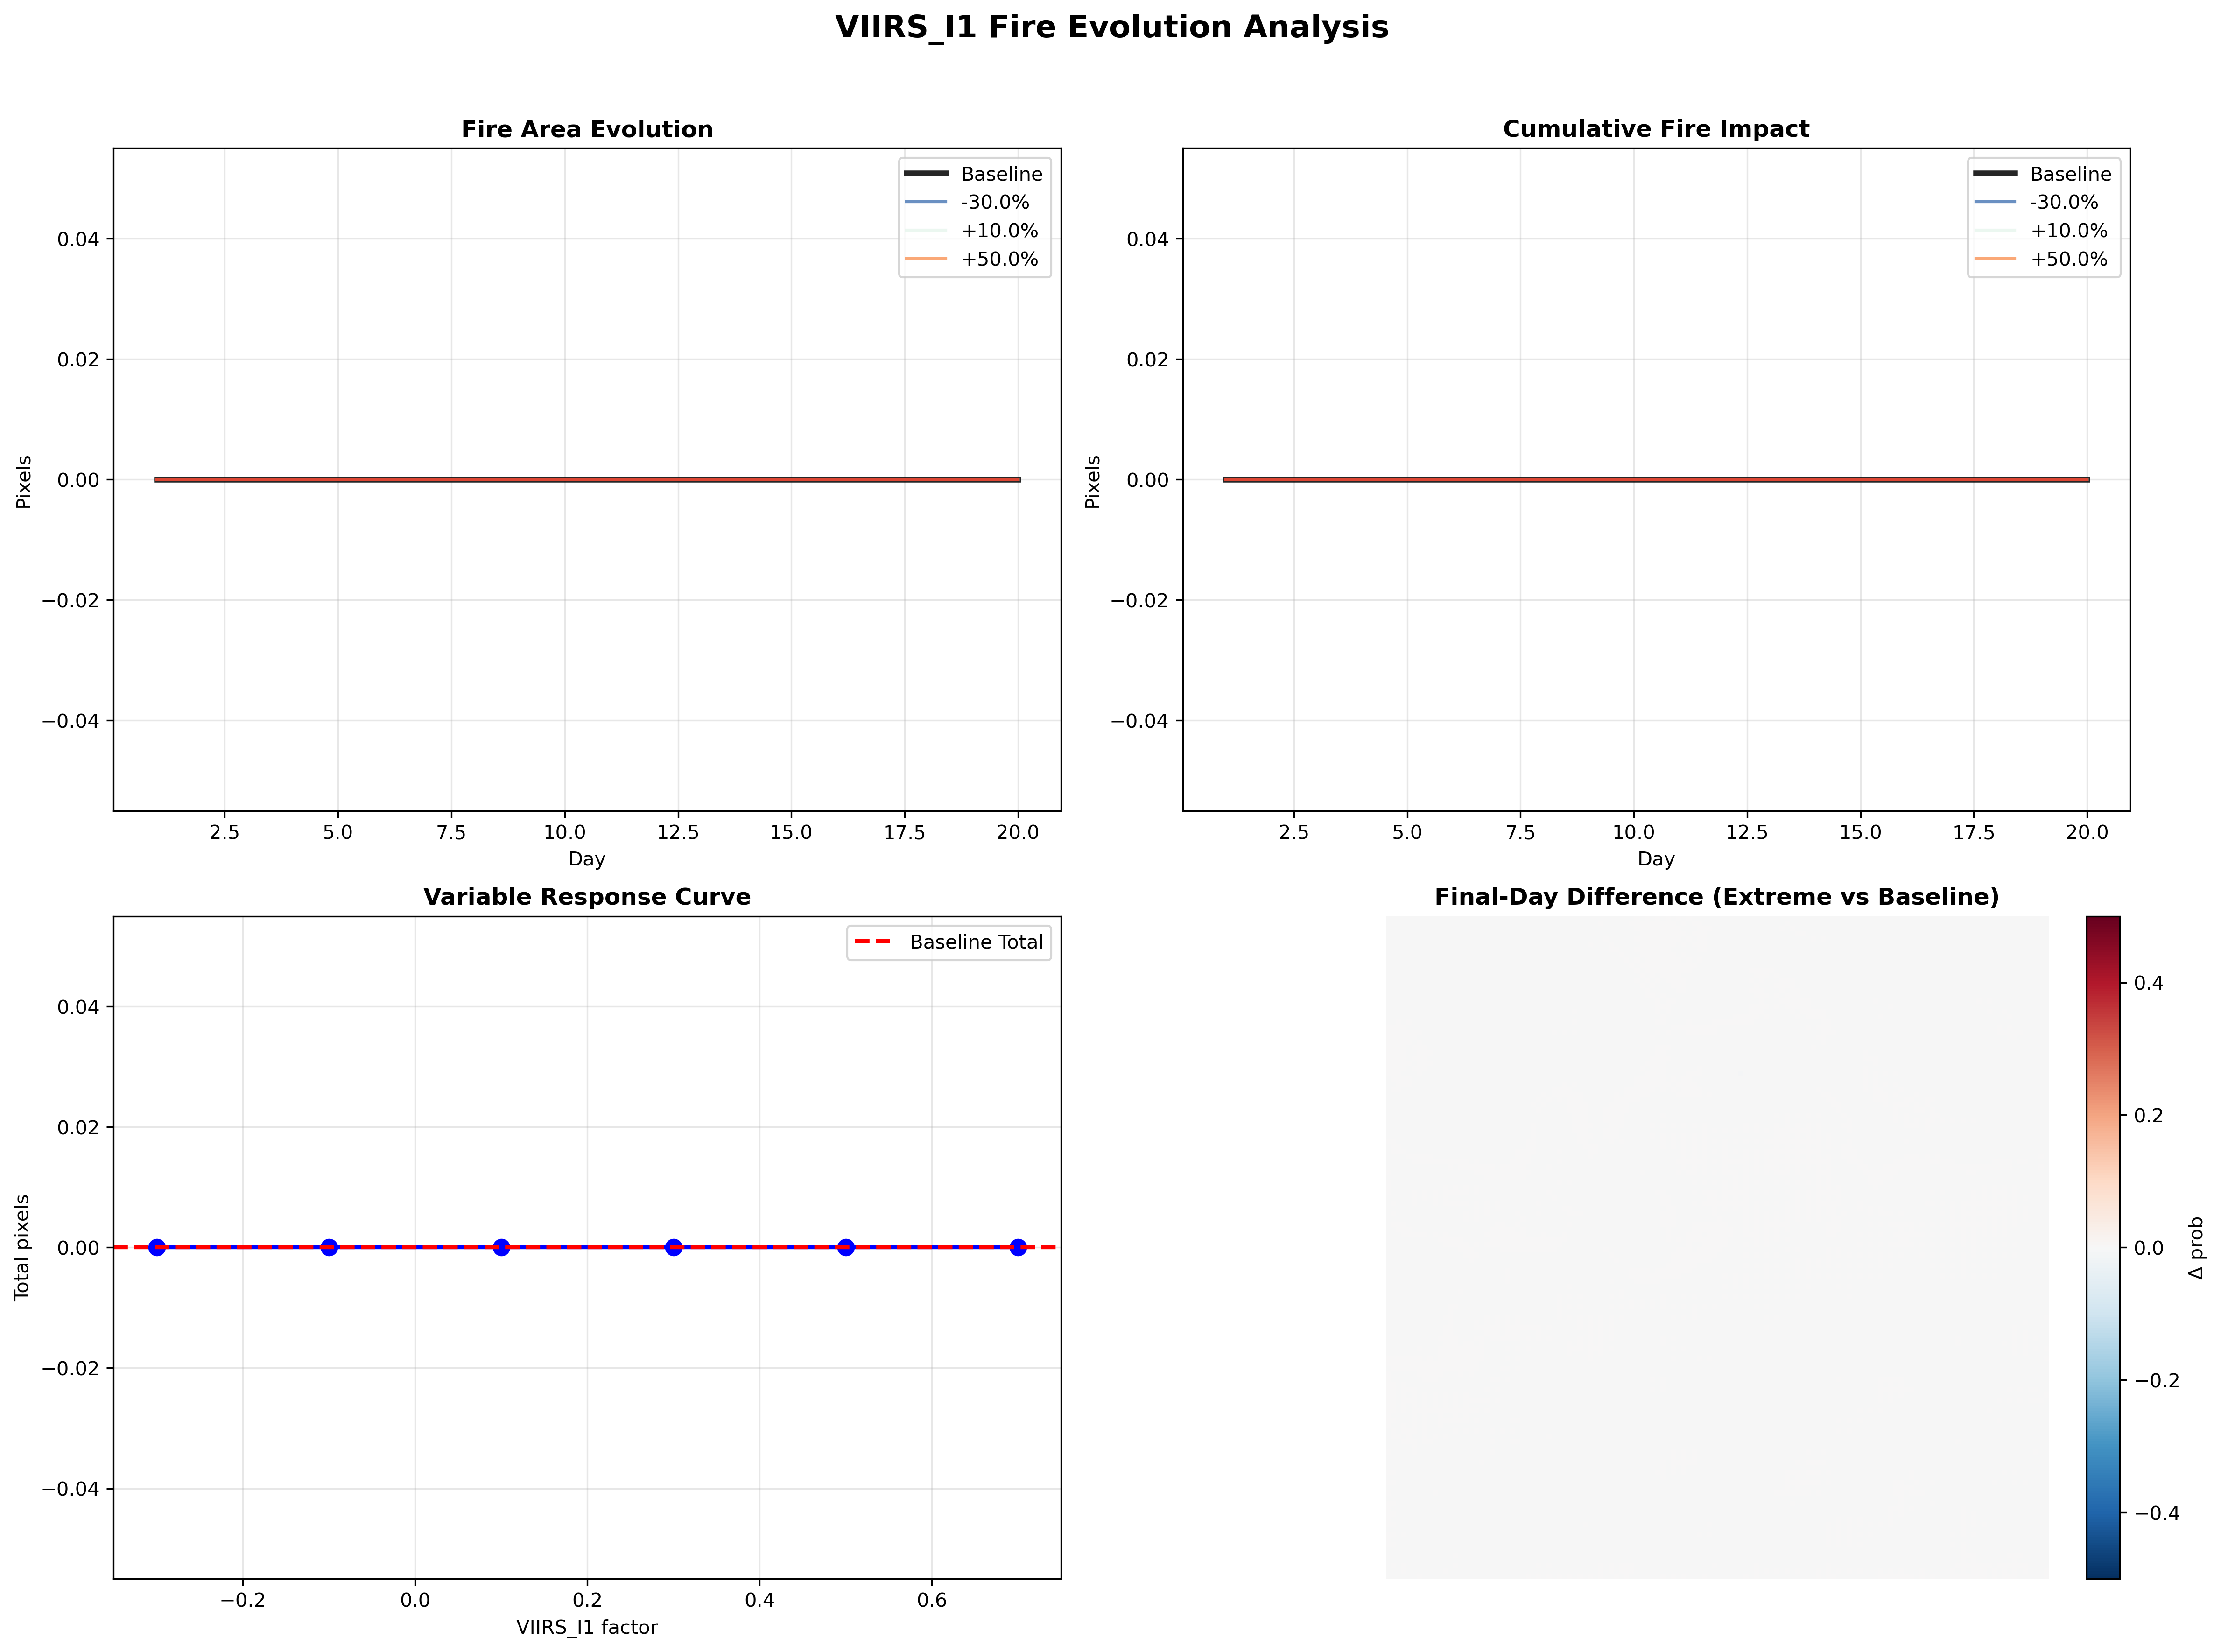 VIIRS_I1 Fire Evolution Analysis
Fire Area Evolution
Baseline
-30.0%
+10.0%
+50.0%
0.04
0.02
0.00
−0.02
−0.04
Pixels
2.5 5.0 7.5 10.0 12.5 15.0 17.5 20.0
Day
Cumulative Fire Impact
Baseline
-30.0%
+10.0%
+50.0%
0.04
0.02
0.00
−0.02
−0.04
Pixels
2.5 5.0 7.5 10.0 12.5 15.0 17.5 20.0
Day
Variable Response Curve
Baseline Total
0.04
0.02
0.00
−0.02
−0.04
Total pixels
−0.2 0.0 0.2 0.4 0.6
VIIRS_I1 factor
Final-Day Difference (Extreme vs Baseline)
0.4
0.2
0.0
−0.2
−0.4
Δ prob